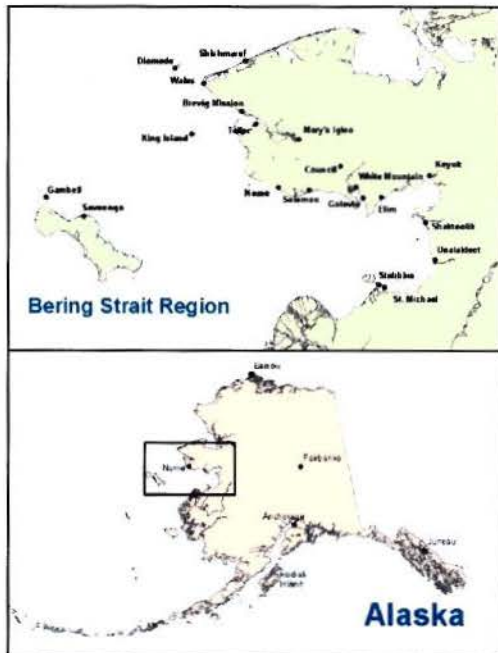 Shishmaref
Diomede
Wales
Brevig Mission
Teller
King Island
Mary's Igloo
Council
White Mountain
Koyuk
Nome
Solomon
Golovin
Elim
Gambell
Savoonga
Shaktoolik
Unalakleet
Stebbins
St. Michael
Bering Strait Region
Barrow
Nome
Fairbanks
Anchorage
Juneau
Kodiak
Island
Alaska